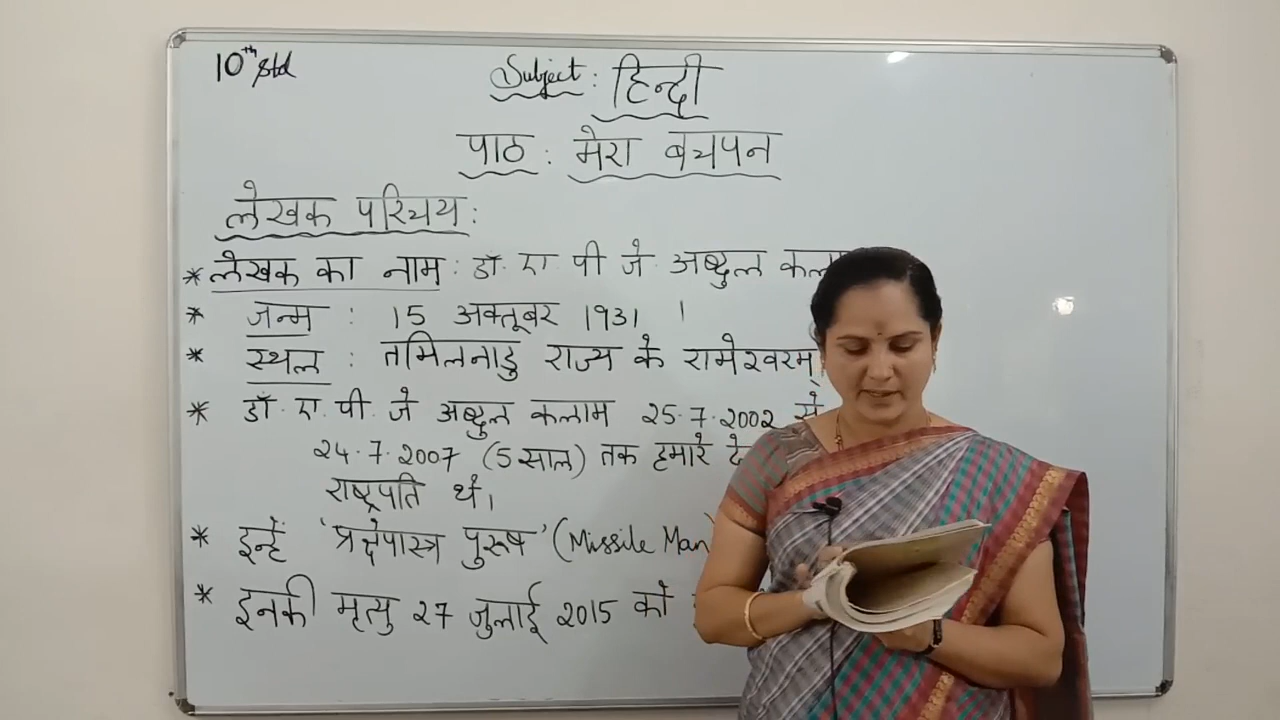 10th std
Subject : हिन्दी
पाठ : मेरा बचपन
लेखक परिचय :
* लेखक का नाम : डॉ. ए पी जे. अब्दुल
* जन्म : 15 अक्तूबर 1931 ।
* स्थल : तमिलनाडु राज्य के रामेश्वरम्
* डॉ. ए. पी. जे अब्दुल कलाम 25.7.2002 से
24.7.2007 (5 साल) तक हमारे
राष्ट्रपति थे।
* इन्हें 'प्रक्षेपास्त्र पुरूष' (Missile Man
* इनकी मृत्यु 27 जुलाई 2015 को